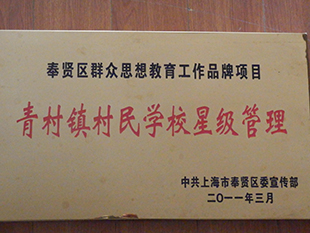 奉贤区群众思想教育工作品牌项目
青村镇村民学校星级管理
中共上海市奉贤区委宣传部
二〇一一年三月